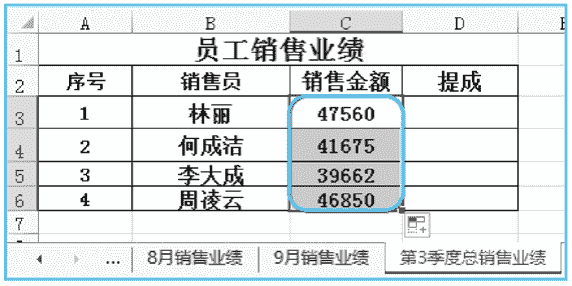 A B C D E
1 员工销售业绩
2 序号 销售员 销售金额 提成
3 1 林丽 47560
4 2 何成洁 41675
5 3 李大成 39662
6 4 周凌云 46850
7
... 8月销售业绩 9月销售业绩 第3季度总销售业绩